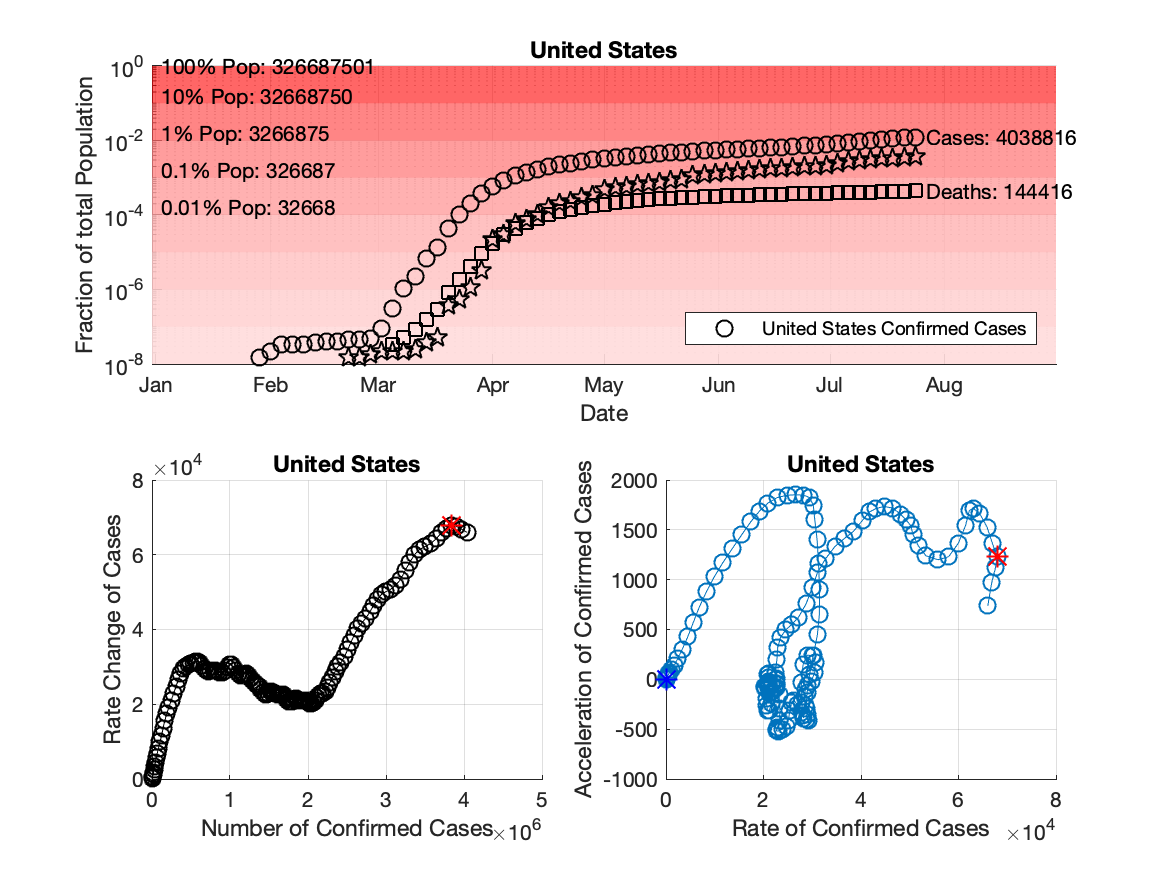 United States
Fraction of total Population
10^0
10^-2
10^-4
10^-6
10^-8
100% Pop: 326687501
10% Pop: 32668750
1% Pop: 3266875
0.1% Pop: 326687
0.01% Pop: 32668
Cases: 4038816
Deaths: 144416
United States Confirmed Cases
Jan Feb Mar Apr May Jun Jul Aug
Date
United States
×10^4
Rate Change of Cases
8
6
4
2
0
0 1 2 3 4 5
Number of Confirmed Cases ×10^6
United States
Acceleration of Confirmed Cases
2000
1500
1000
500
0
-500
-1000
0 2 4 6 8
Rate of Confirmed Cases ×10^4